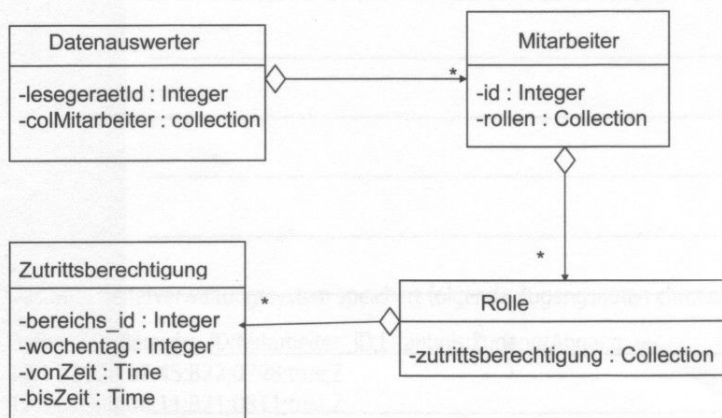 Datenauswerter
-lesegeraetId : Integer
-colMitarbeiter : collection
*
Mitarbeiter
-id : Integer
-rollen : Collection
*
Zutrittsberechtigung
-bereichs_id : Integer
-wochentag : Integer
-vonZeit : Time
-bisZeit : Time
*
Rolle
-zutrittsberechtigung : Collection